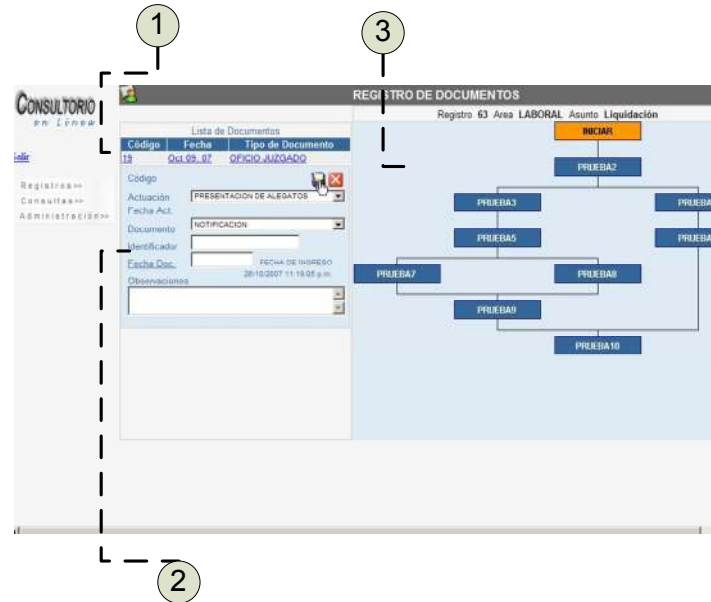 1
3
CONSULTORIO
en Línea
Salir
Registros»»
Consultas»»
Administración»»
REGISTRO DE DOCUMENTOS
Registro 63 Area LABORAL Asunto Liquidación
Lista de Documentos
Código Fecha Tipo de Documento
19 Oct 09, 07 OFICIO JUZGADO
Código
Actuación PRESENTACION DE ALEGATOS
Fecha Act.
Documento NOTIFICACION
Identificador
Fecha Doc. FECHA DE INGRESO
28/10/2007 11:19:05 p.m.
Observaciones
INICIAR
PRUEBA2
PRUEBA3 PRUEBA
PRUEBA5 PRUEBA
PRUEBA7 PRUEBA8
PRUEBA9
PRUEBA10
2